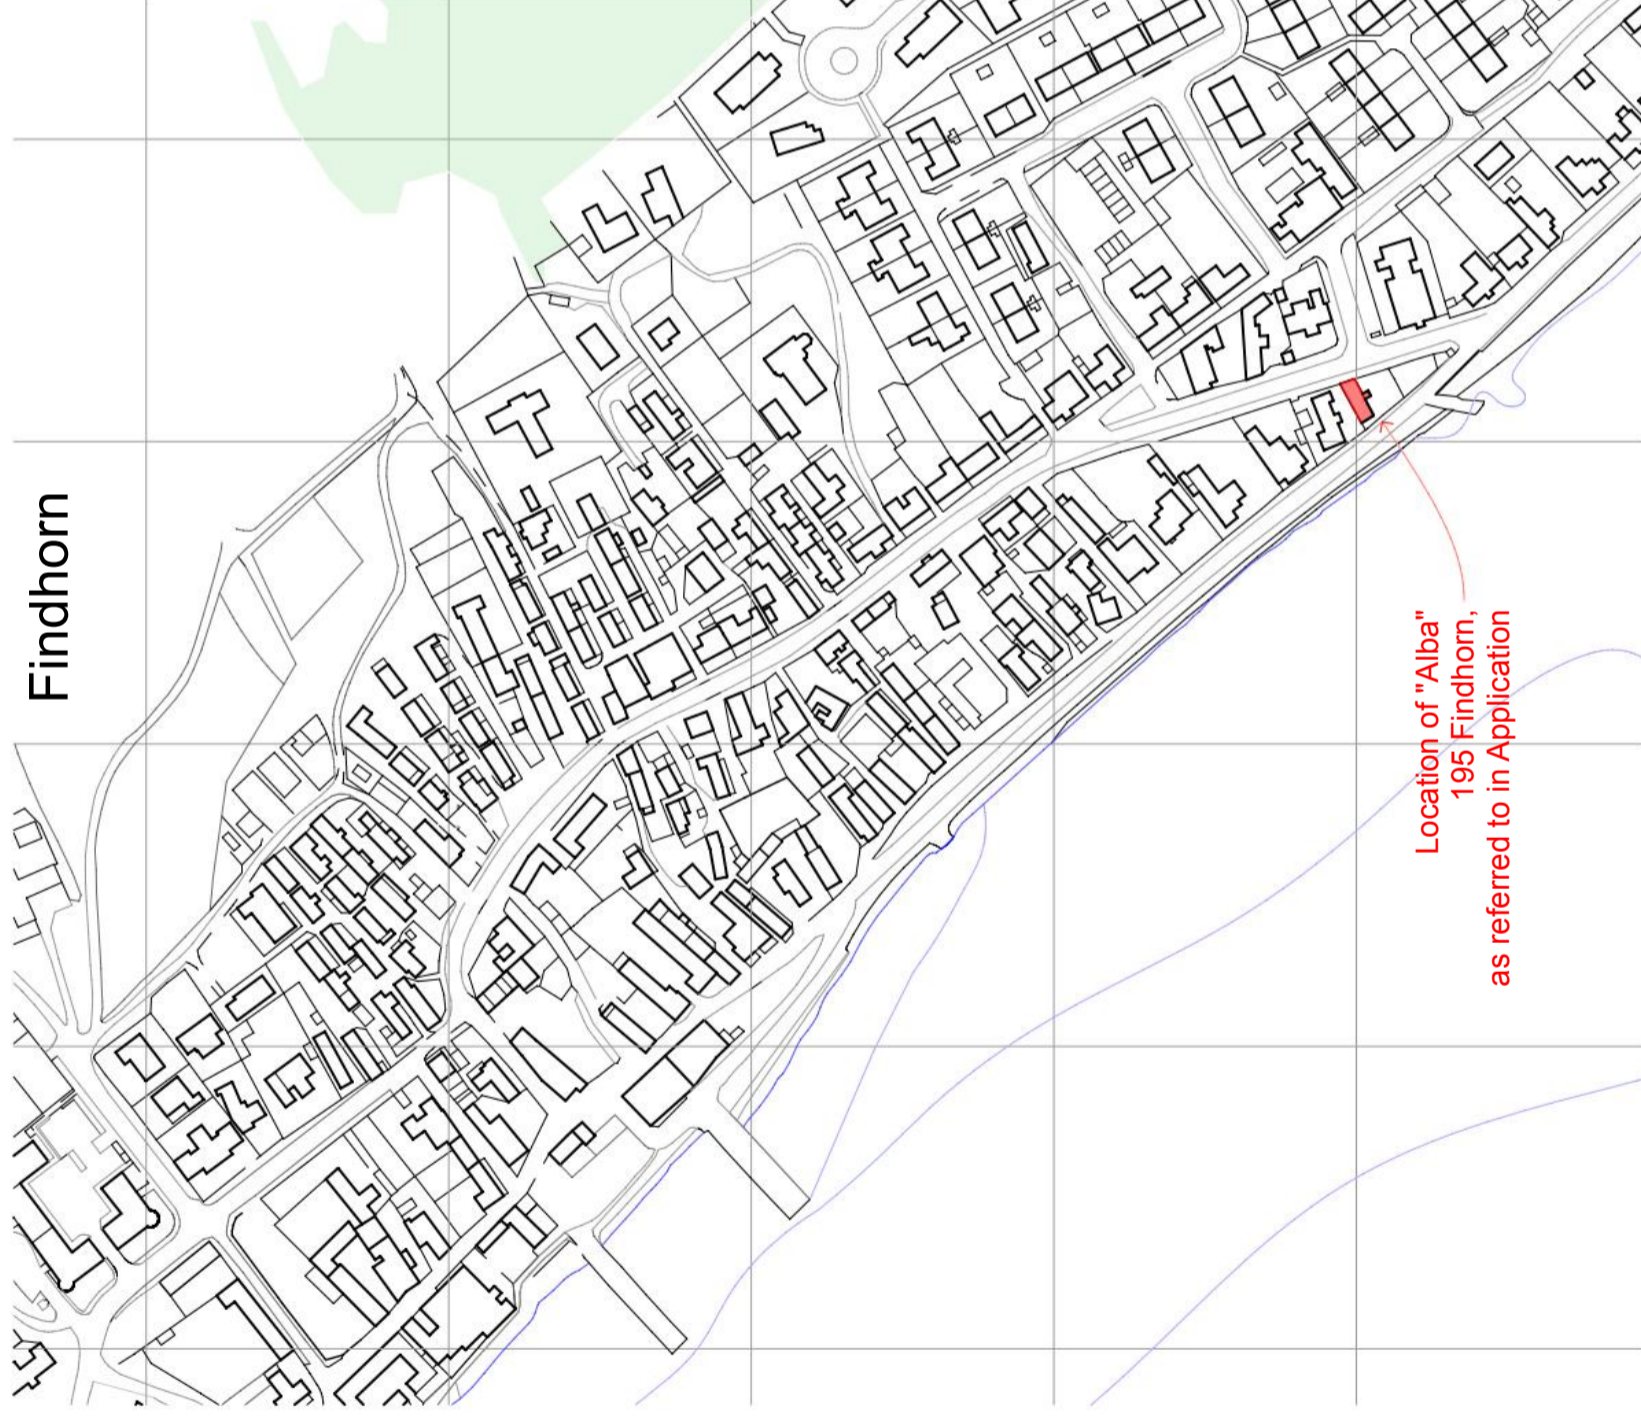 Findhorn
Location of "Alba"
195 Findhorn,
as referred to in Application